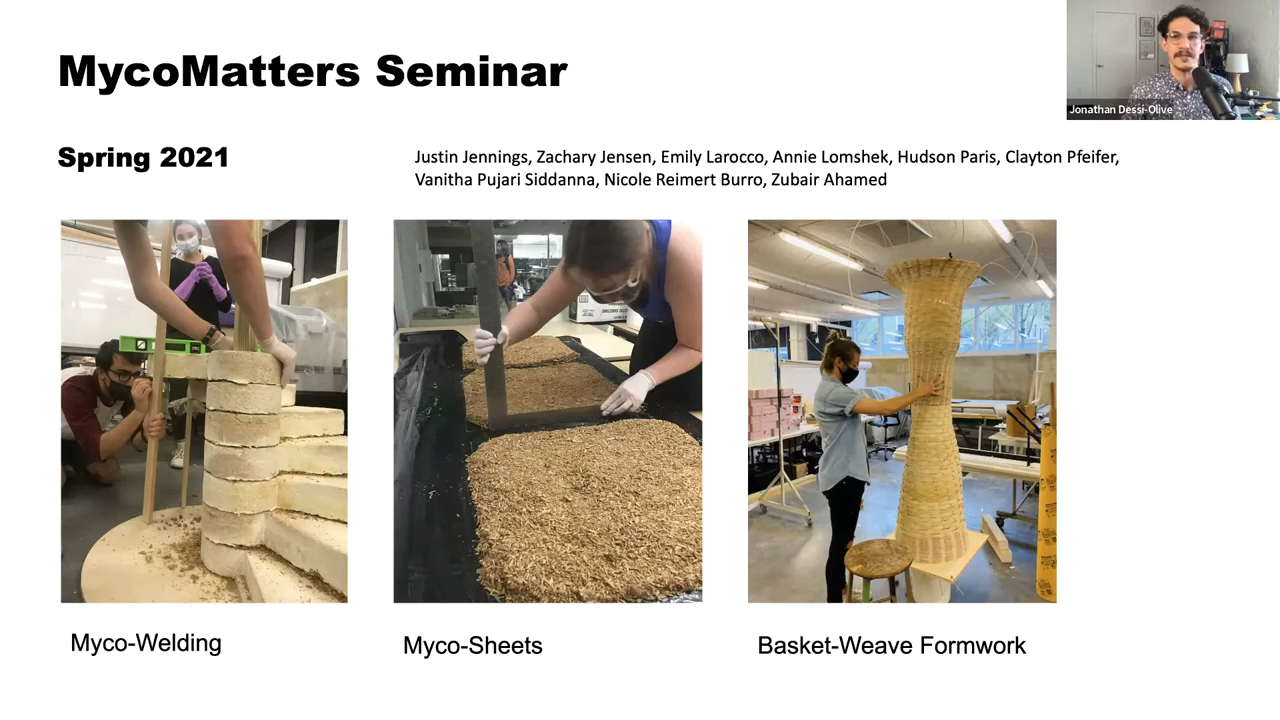 MycoMatters Seminar
Jonathan Dessi-Olive
Spring 2021
Justin Jennings, Zachary Jensen, Emily Larocco, Annie Lomshek, Hudson Paris, Clayton Pfeifer,
Vanitha Pujari Siddanna, Nicole Reimert Burro, Zubair Ahamed
Myco-Welding
Myco-Sheets
Basket-Weave Formwork